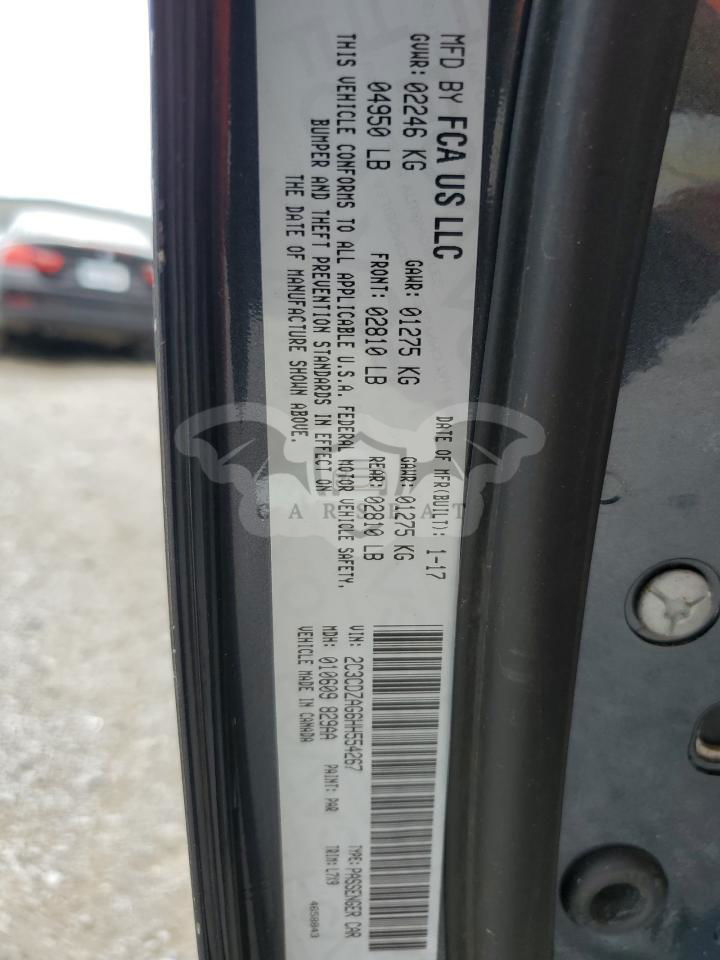 MFD BY FCA US LLC
DATE OF MFR(BUILT): 1-17
GVWR: 02246 KG
GAWR: 01275 KG
GAWR: 01275 KG
04950 LB
FRONT: 02810 LB
REAR: 02810 LB
THIS VEHICLE CONFORMS TO ALL APPLICABLE U.S.A. FEDERAL MOTOR VEHICLE SAFETY,
BUMPER AND THEFT PREVENTION STANDARDS IN EFFECT ON
THE DATE OF MANUFACTURE SHOWN ABOVE.
VIN: 2C3CDZAG6HH554267
TYPE: PASSENGER CAR
MDH: 010609 829AA
PAINT: PAR
TRIM: L7X9
VEHICLE MADE IN CANADA
4658843
CARSBAT